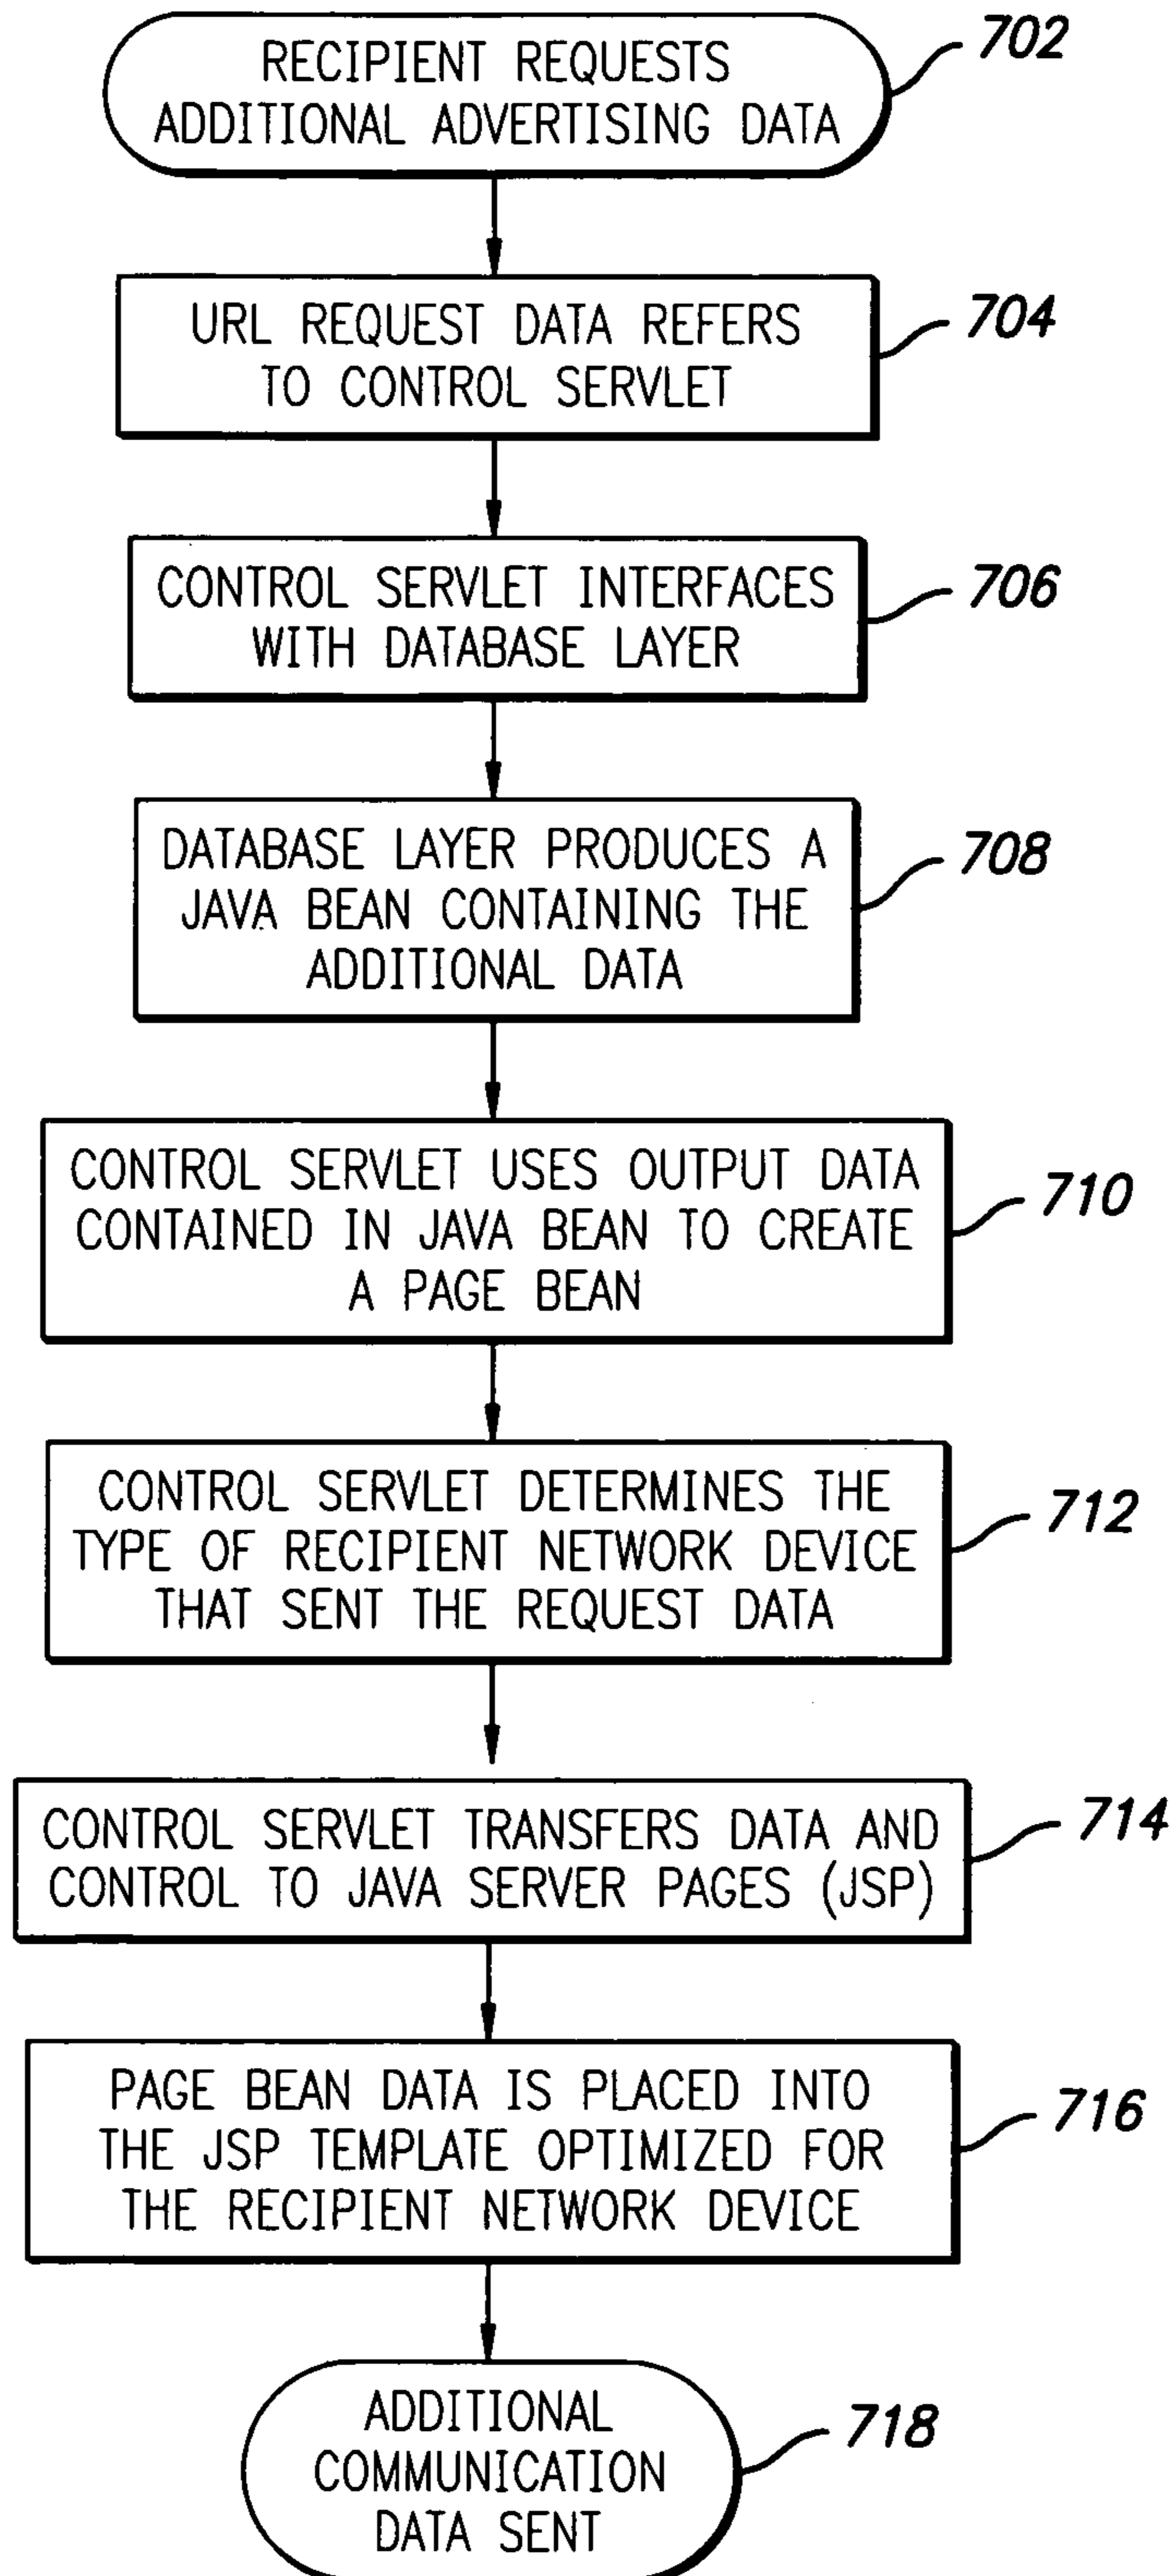 RECIPIENT REQUESTS
ADDITIONAL ADVERTISING DATA
702
URL REQUEST DATA REFERS
TO CONTROL SERVLET
704
CONTROL SERVLET INTERFACES
WITH DATABASE LAYER
706
DATABASE LAYER PRODUCES A
JAVA BEAN CONTAINING THE
ADDITIONAL DATA
708
CONTROL SERVLET USES OUTPUT DATA
CONTAINED IN JAVA BEAN TO CREATE
A PAGE BEAN
710
CONTROL SERVLET DETERMINES THE
TYPE OF RECIPIENT NETWORK DEVICE
THAT SENT THE REQUEST DATA
712
CONTROL SERVLET TRANSFERS DATA AND
CONTROL TO JAVA SERVER PAGES (JSP)
714
PAGE BEAN DATA IS PLACED INTO
THE JSP TEMPLATE OPTIMIZED FOR
THE RECIPIENT NETWORK DEVICE
716
ADDITIONAL
COMMUNICATION
DATA SENT
718